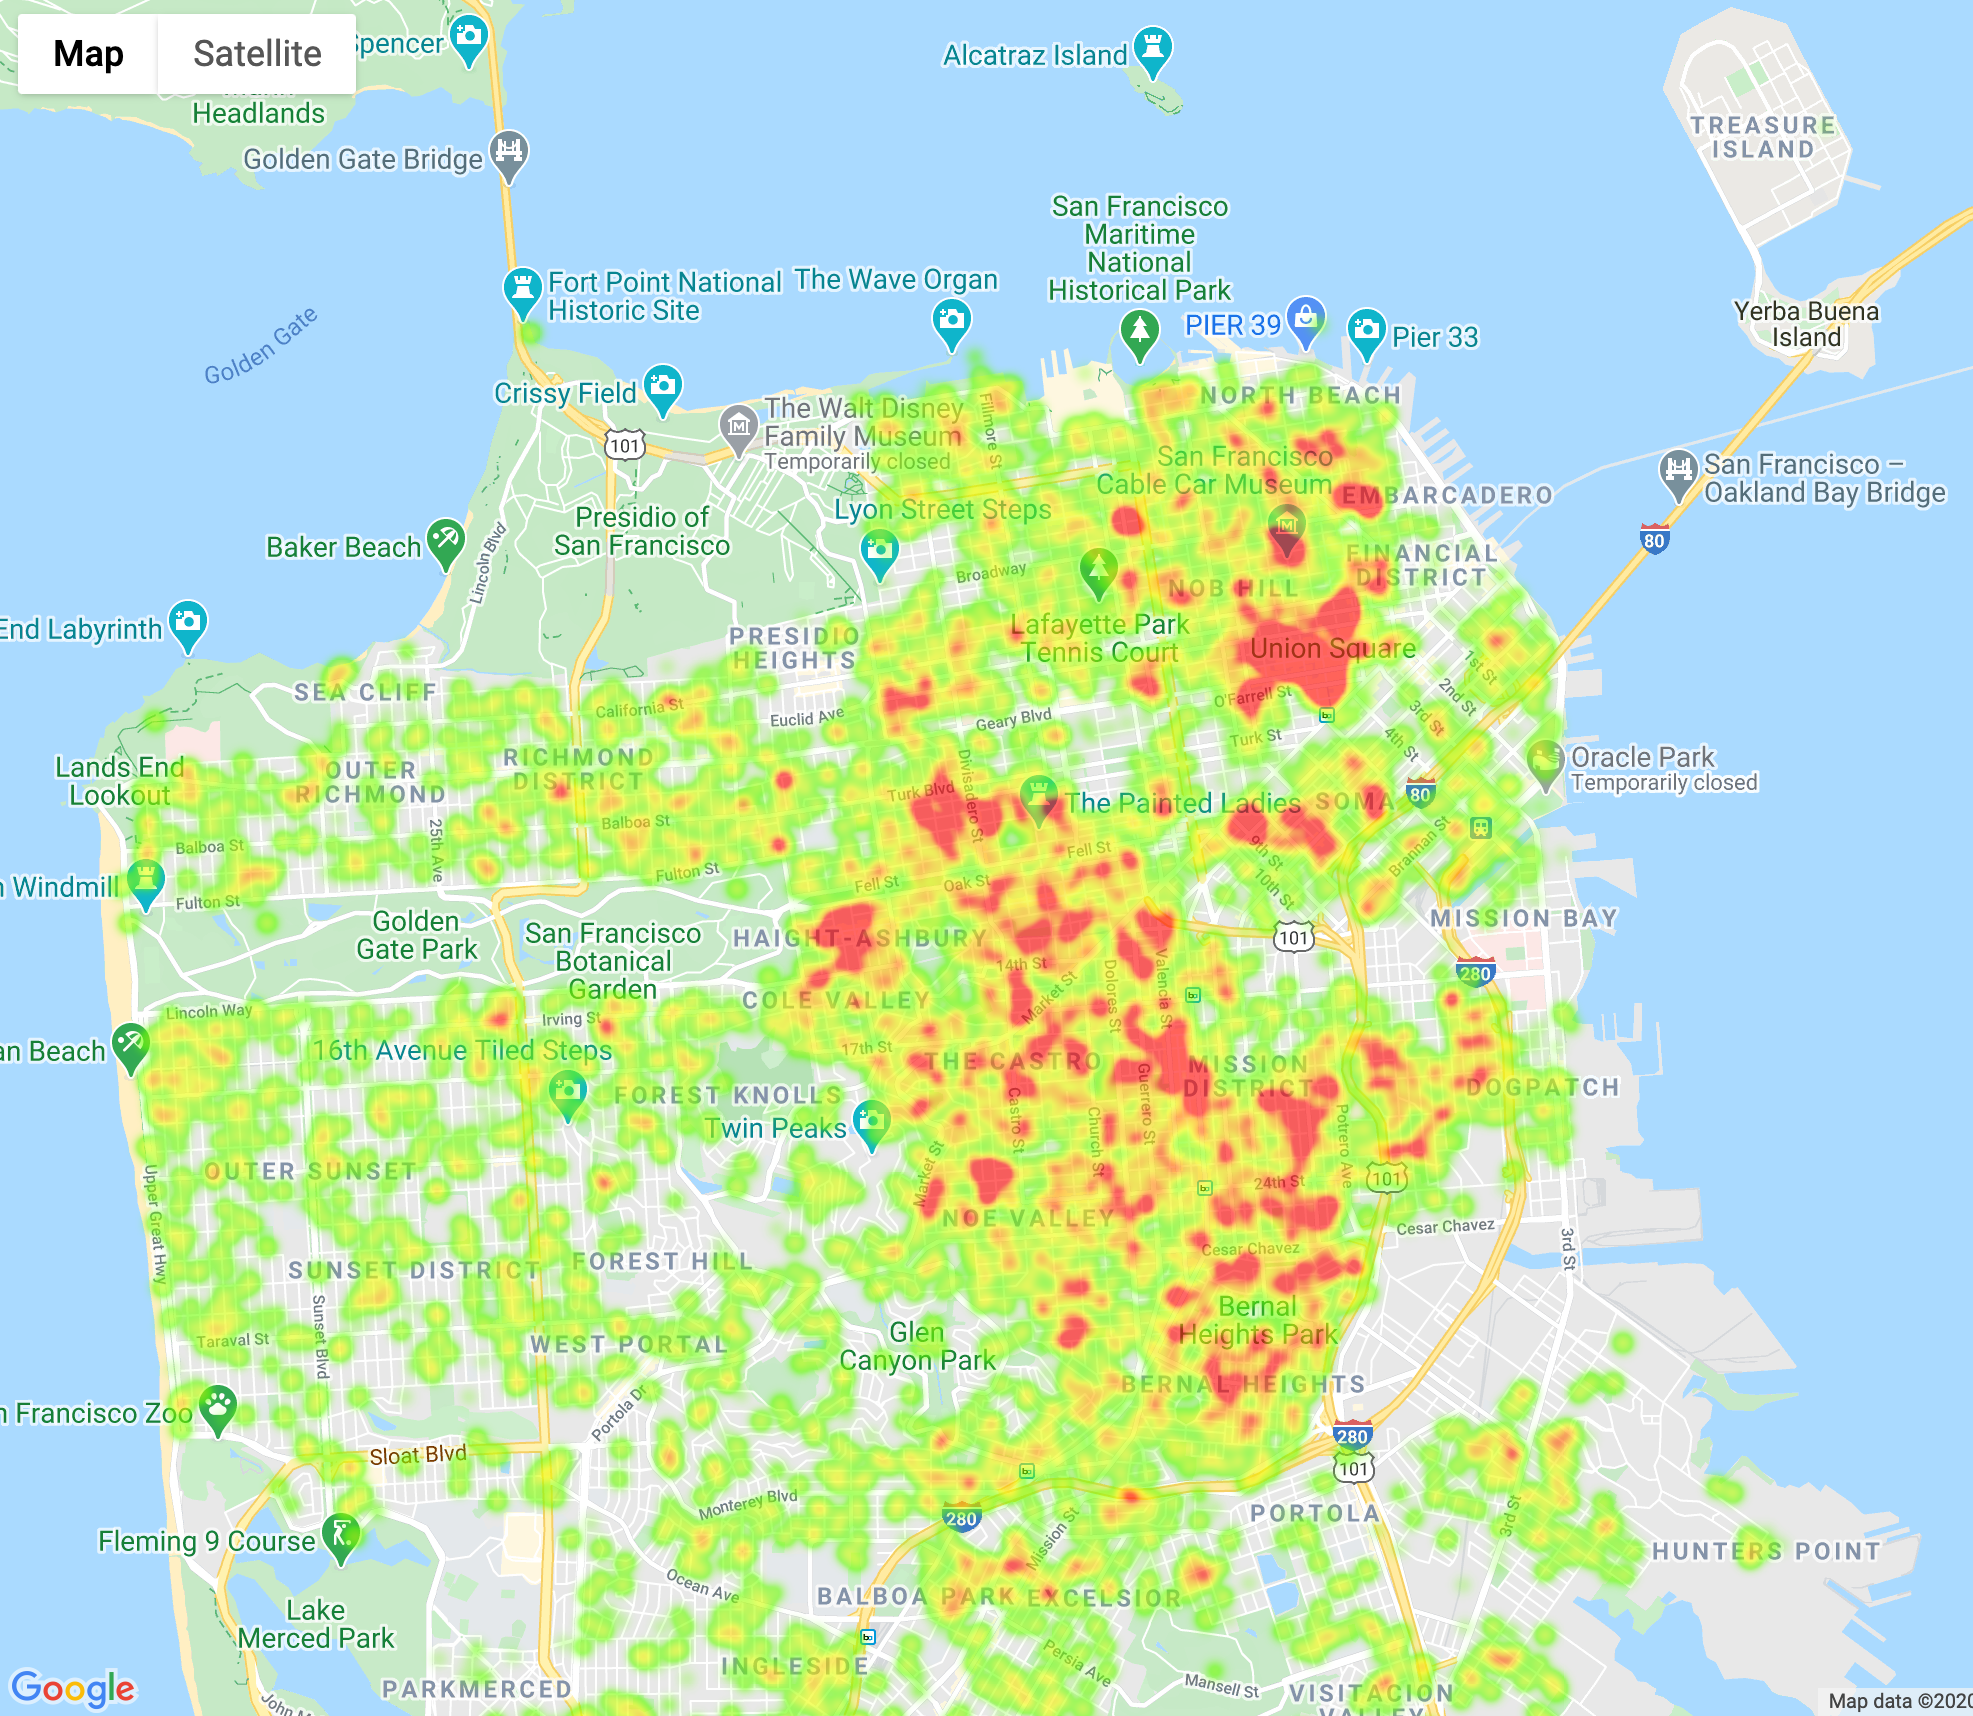 Map
Satellite
Spencer
Headlands
Alcatraz Island
TREASURE
ISLAND
Golden Gate Bridge
San Francisco
Maritime
National
Historical Park
Fort Point National
Historic Site
The Wave Organ
PIER 39
Pier 33
Yerba Buena
Island
Golden Gate
Crissy Field
The Walt Disney
Family Museum
Temporarily closed
Fillmore St
NORTH BEACH
101
San Francisco
Cable Car Museum
EMBARCADERO
San Francisco –
Oakland Bay Bridge
Lyon Street Steps
Presidio of
San Francisco
Baker Beach
Lincoln Blvd
80
FINANCIAL
DISTRICT
Broadway
NOB HILL
End Labyrinth
PRESIDIO
HEIGHTS
Lafayette Park
Tennis Court
Union Square
1st St
2nd St
3rd St
4th St
SEA CLIFF
California St
Euclid Ave
Geary Blvd
O'Farrell St
Turk St
Lands End
Lookout
OUTER
RICHMOND
RICHMOND
DISTRICT
Divisadero St
Turk Blvd
The Painted Ladies
SOMA
80
Oracle Park
Temporarily closed
Balboa St
25th Ave
Balboa St
Fulton St
Fell St
Fell St
Oak St
9th St
10th St
Brannan St
n Windmill
Fulton St
Golden
Gate Park
San Francisco
Botanical
Garden
HAIGHT-ASHBURY
101
MISSION BAY
280
14th St
Market St
Dolores St
Valencia St
COLE VALLEY
Lincoln Way
Irving St
an Beach
16th Avenue Tiled Steps
17th St
THE CASTRO
MISSION
DISTRICT
DOGPATCH
FOREST KNOLLS
Twin Peaks
Castro St
Church St
Guerrero St
Potrero Ave
OUTER SUNSET
Market St
24th St
101
NOE VALLEY
Upper Great Hwy
Cesar Chavez
Cesar Chavez
3rd St
SUNSET DISTRICT
FOREST HILL
Sunset Blvd
Taraval St
WEST PORTAL
Glen
Canyon Park
Bernal
Heights Park
BERNAL HEIGHTS
n Francisco Zoo
Portola Dr
Sloat Blvd
280
101
Monterey Blvd
280
Mission St
PORTOLA
3rd St
Fleming 9 Course
HUNTERS POINT
Ocean Ave
BALBOA PARK
EXCELSIOR
Lake
Merced Park
Persia Ave
INGLESIDE
Mansell St
PARKMERCED
VISITACION
VALLEY
John M
Google
Map data ©2020